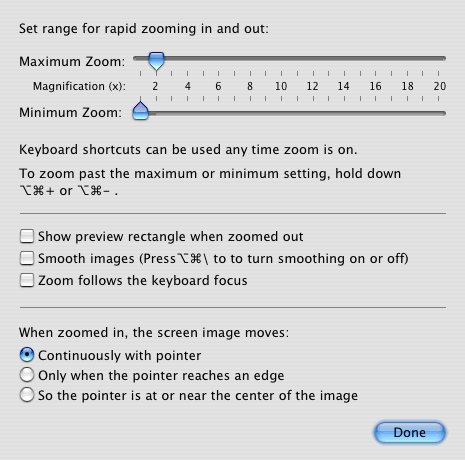 Set range for rapid zooming in and out:
Maximum Zoom:
Magnification (x): 2 4 6 8 10 12 14 16 18 20
Minimum Zoom:
Keyboard shortcuts can be used any time zoom is on.
To zoom past the maximum or minimum setting, hold down
⌥⌘+ or ⌥⌘− .
Show preview rectangle when zoomed out
Smooth images (Press⌥⌘\ to to turn smoothing on or off)
Zoom follows the keyboard focus
When zoomed in, the screen image moves:
Continuously with pointer
Only when the pointer reaches an edge
So the pointer is at or near the center of the image
Done